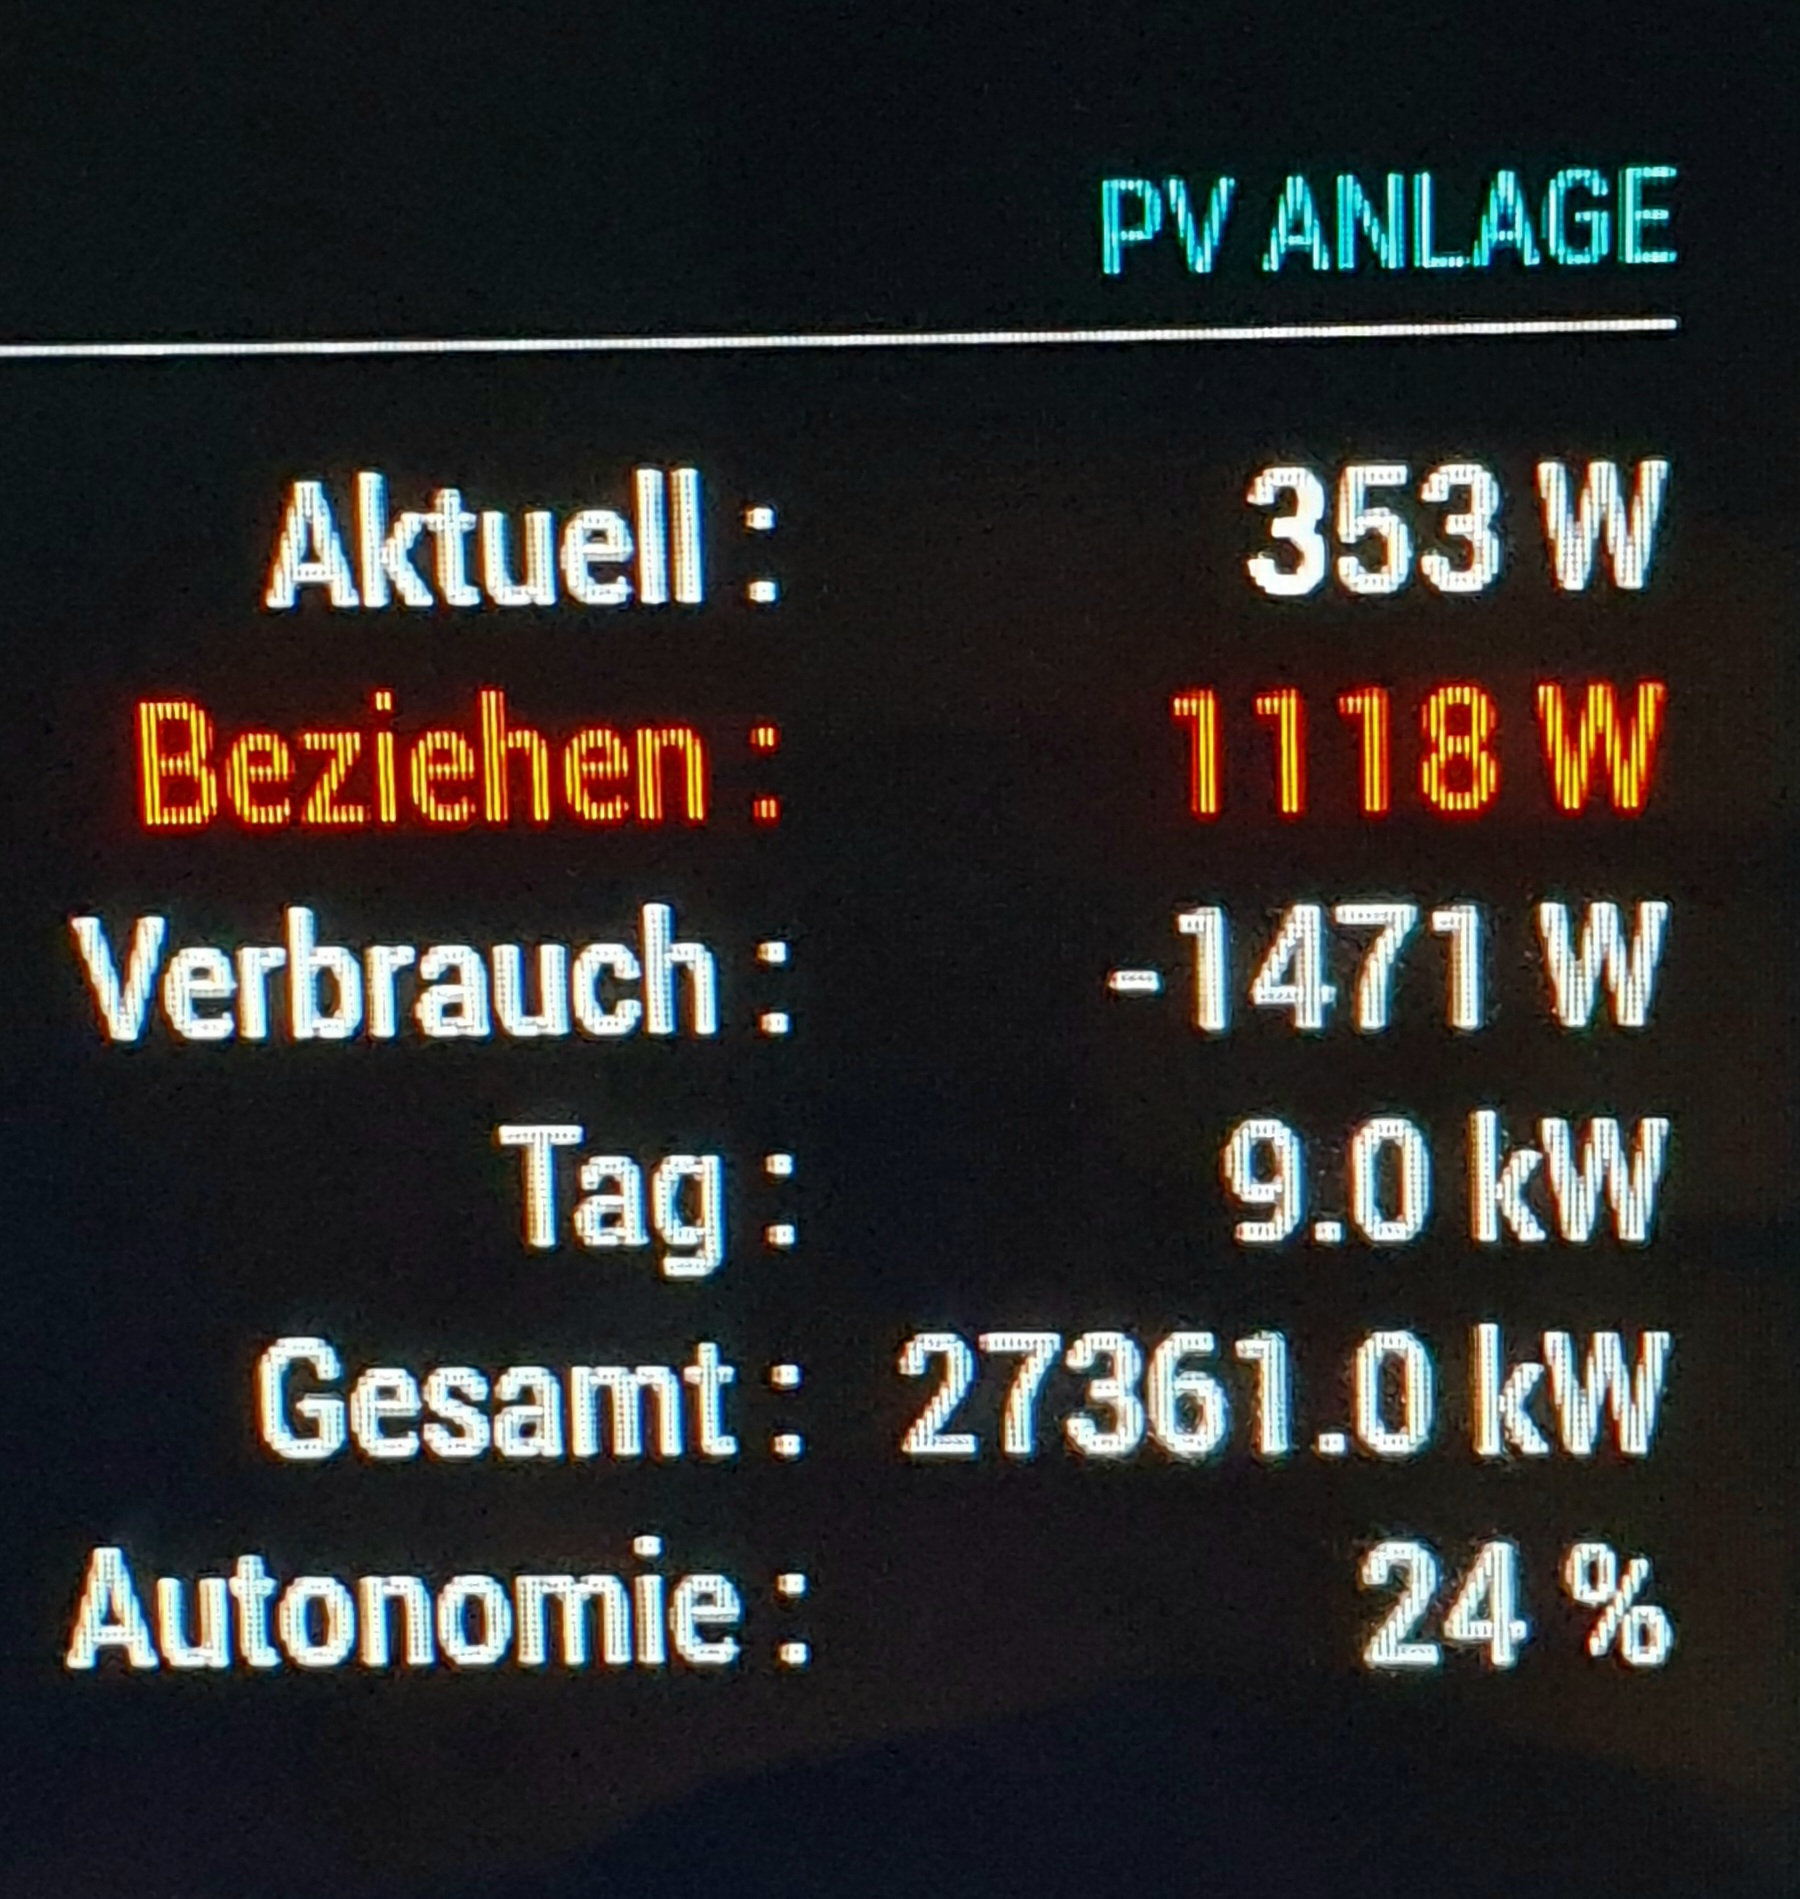 PV ANLAGE
Aktuell : 353 W
Beziehen : 1118 W
Verbrauch : -1471 W
Tag : 9.0 kW
Gesamt : 27361.0 kW
Autonomie : 24 %